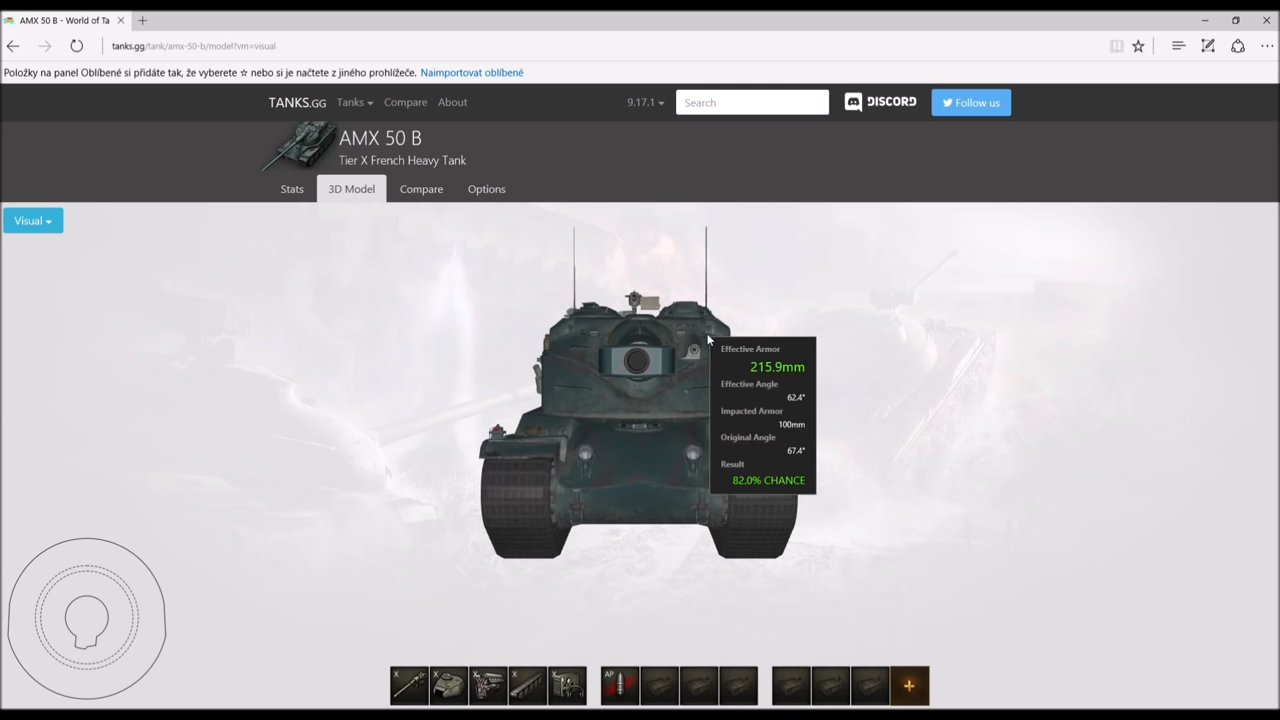 AMX 50 B - World of Ta
tanks.gg/tank/amx-50-b/model?vm=visual
Položky na panel Oblíbené si přidáte tak, že vyberete ☆ nebo si je načtete z jiného prohlížeče. Naimportovat oblíbené
TANKS.GG Tanks Compare About 9.17.1 Search DISCORD Follow us
AMX 50 B
Tier X French Heavy Tank
Stats 3D Model Compare Options
Visual
Effective Armor
215.9mm
Effective Angle
62.4°
Impacted Armor
100mm
Original Angle
67.4°
Result
82.0% CHANCE
X X X X X AP